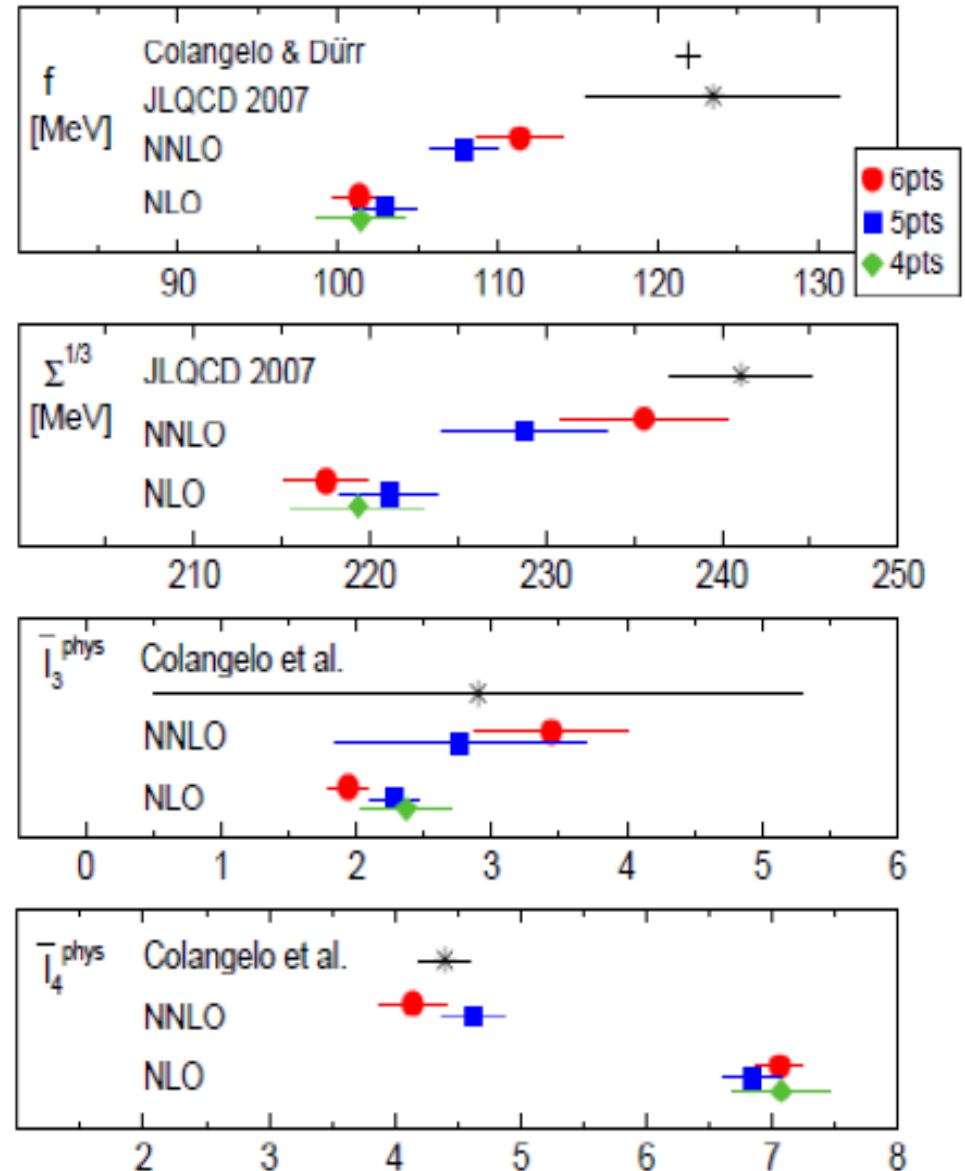 f
[MeV]
Colangelo & Dürr
JLQCD 2007
NNLO
NLO
6pts
5pts
4pts
90 100 110 120 130
Σ^1/3
[MeV]
JLQCD 2007
NNLO
NLO
210 220 230 240 250
l̅₃ phys
Colangelo et al.
NNLO
NLO
0 1 2 3 4 5 6
l̅₄ phys
Colangelo et al.
NNLO
NLO
2 3 4 5 6 7 8